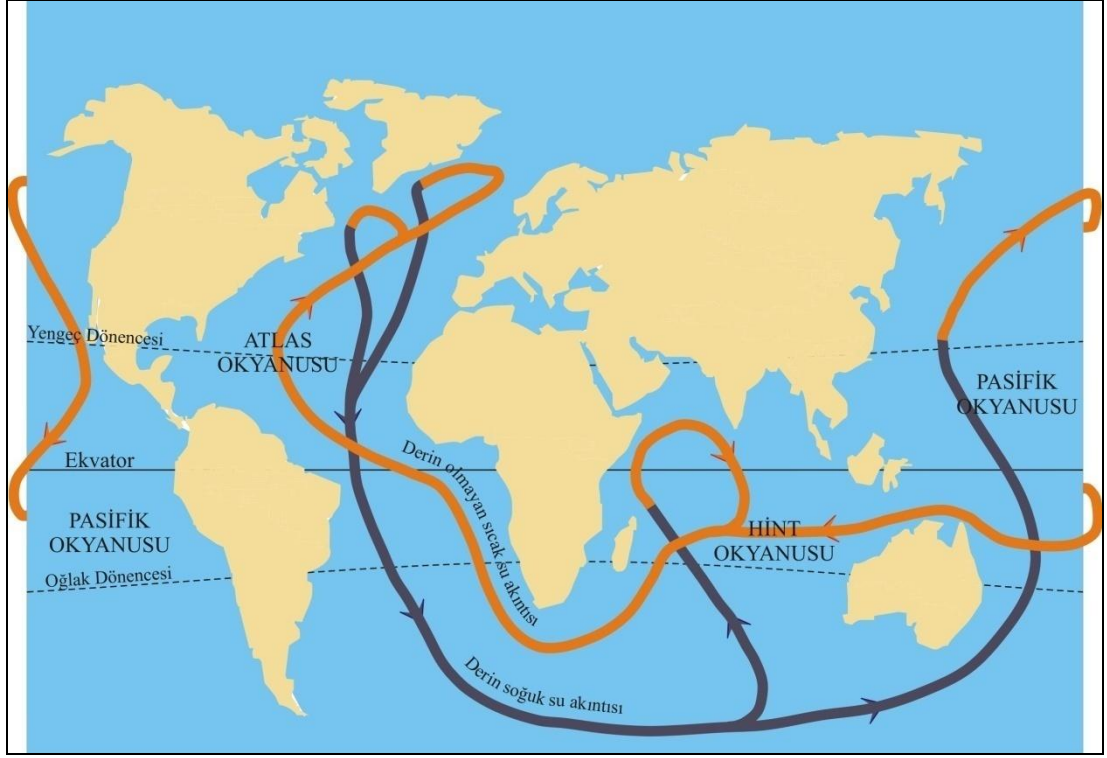 Yengeç Dönencesi
ATLAS
OKYANUSU
PASİFİK
OKYANUSU
Derin olmayan sıcak su akıntısı
Ekvator
PASİFİK
OKYANUSU
HİNT
OKYANUSU
Oğlak Dönencesi
Derin soğuk su akıntısı